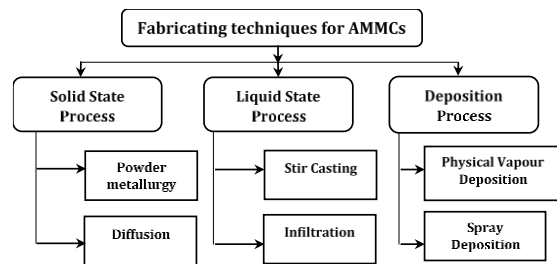 Fabricating techniques for AMMCs
Solid State
Process
Liquid State
Process
Deposition
Process
Powder
metallurgy
Stir Casting
Physical Vapour
Deposition
Diffusion
Infiltration
Spray
Deposition